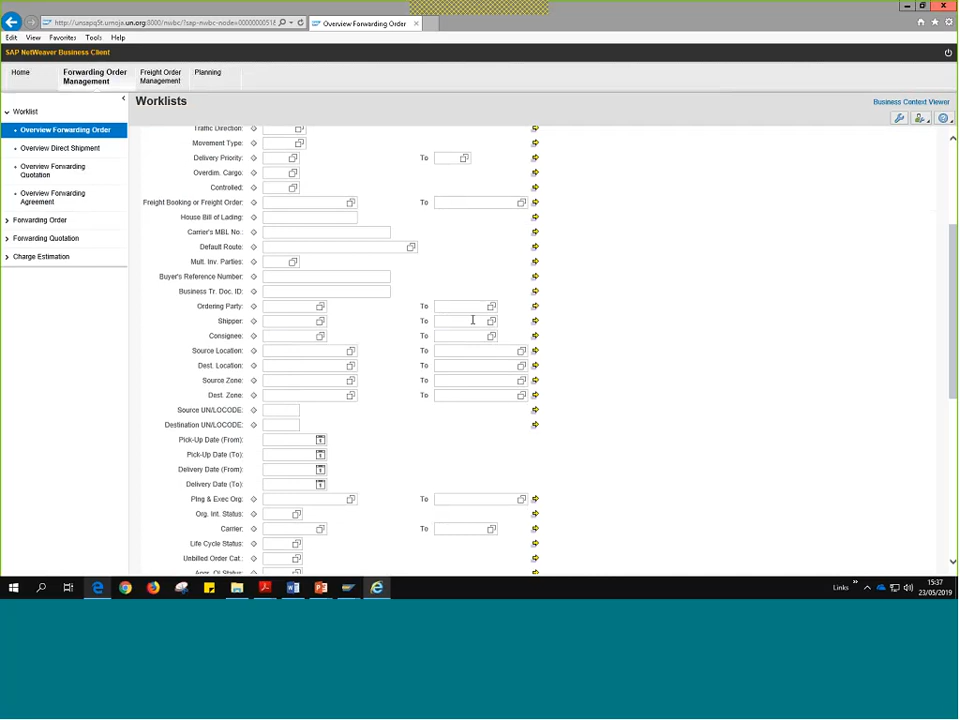 http://unsapq5t.umoja.un.org:8000/nwbc/?sap-nwbc-node=
Overview Forwarding Order ×
Edit View Favorites Tools Help
SAP NetWeaver Business Client
Home
Forwarding Order Management
Freight Order Management
Planning
Worklists
Business Context Viewer
Worklist
Overview Forwarding Order
Overview Direct Shipment
Overview Forwarding Quotation
Overview Forwarding Agreement
Forwarding Order
Forwarding Quotation
Charge Estimation
Traffic Direction:
Movement Type:
Delivery Priority: To
Overdim. Cargo:
Controlled:
Freight Booking or Freight Order: To
House Bill of Lading:
Carrier's MBL No.:
Default Route:
Mult. Inv. Parties:
Buyer's Reference Number:
Business Tr. Doc. ID:
Ordering Party: To
Shipper: To
Consignee: To
Source Location: To
Dest. Location: To
Source Zone: To
Dest. Zone: To
Source UN/LOCODE:
Destination UN/LOCODE:
Pick-Up Date (From):
Pick-Up Date (To):
Delivery Date (From):
Delivery Date (To):
Plng & Exec Org: To
Org. Int. Status:
Carrier: To
Life Cycle Status:
Unbilled Order Cat.:
Links »
15:37
23/05/2019